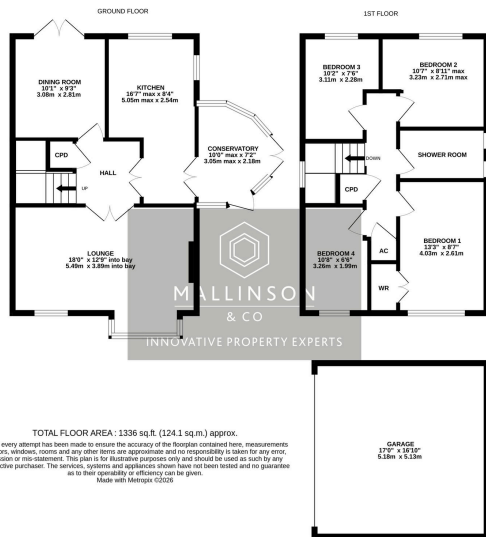 GROUND FLOOR
1ST FLOOR
DINING ROOM
10'1" x 9'3"
3.08m x 2.81m
KITCHEN
16'7" max x 8'4"
5.05m max x 2.54m
CONSERVATORY
10'0" max x 7'2"
3.05m max x 2.18m
CPD
HALL
UP
LOUNGE
18'0" x 12'9" into bay
5.49m x 3.89m into bay
BEDROOM 3
10'2" x 7'6"
3.11m x 2.28m
BEDROOM 2
10'7" x 8'11" max
3.23m x 2.71m max
DOWN
SHOWER ROOM
CPD
BEDROOM 4
10'8" x 6'6"
3.26m x 1.99m
AC
BEDROOM 1
13'3" x 8'7"
4.03m x 2.61m
WR
MALLINSON
& CO
INNOVATIVE PROPERTY EXPERTS
GARAGE
17'0" x 16'10"
5.18m x 5.13m
TOTAL FLOOR AREA : 1336 sq.ft. (124.1 sq.m.) approx.
every attempt has been made to ensure the accuracy of the floorplan contained here, measurements
windows, rooms and any other items are approximate and no responsibility is taken for any error,
or mis-statement. This plan is for illustrative purposes only and should be used as such by any
purchaser. The services, systems and appliances shown have not been tested and no guarantee
as to their operability or efficiency can be given.
Made with Metropix ©2026